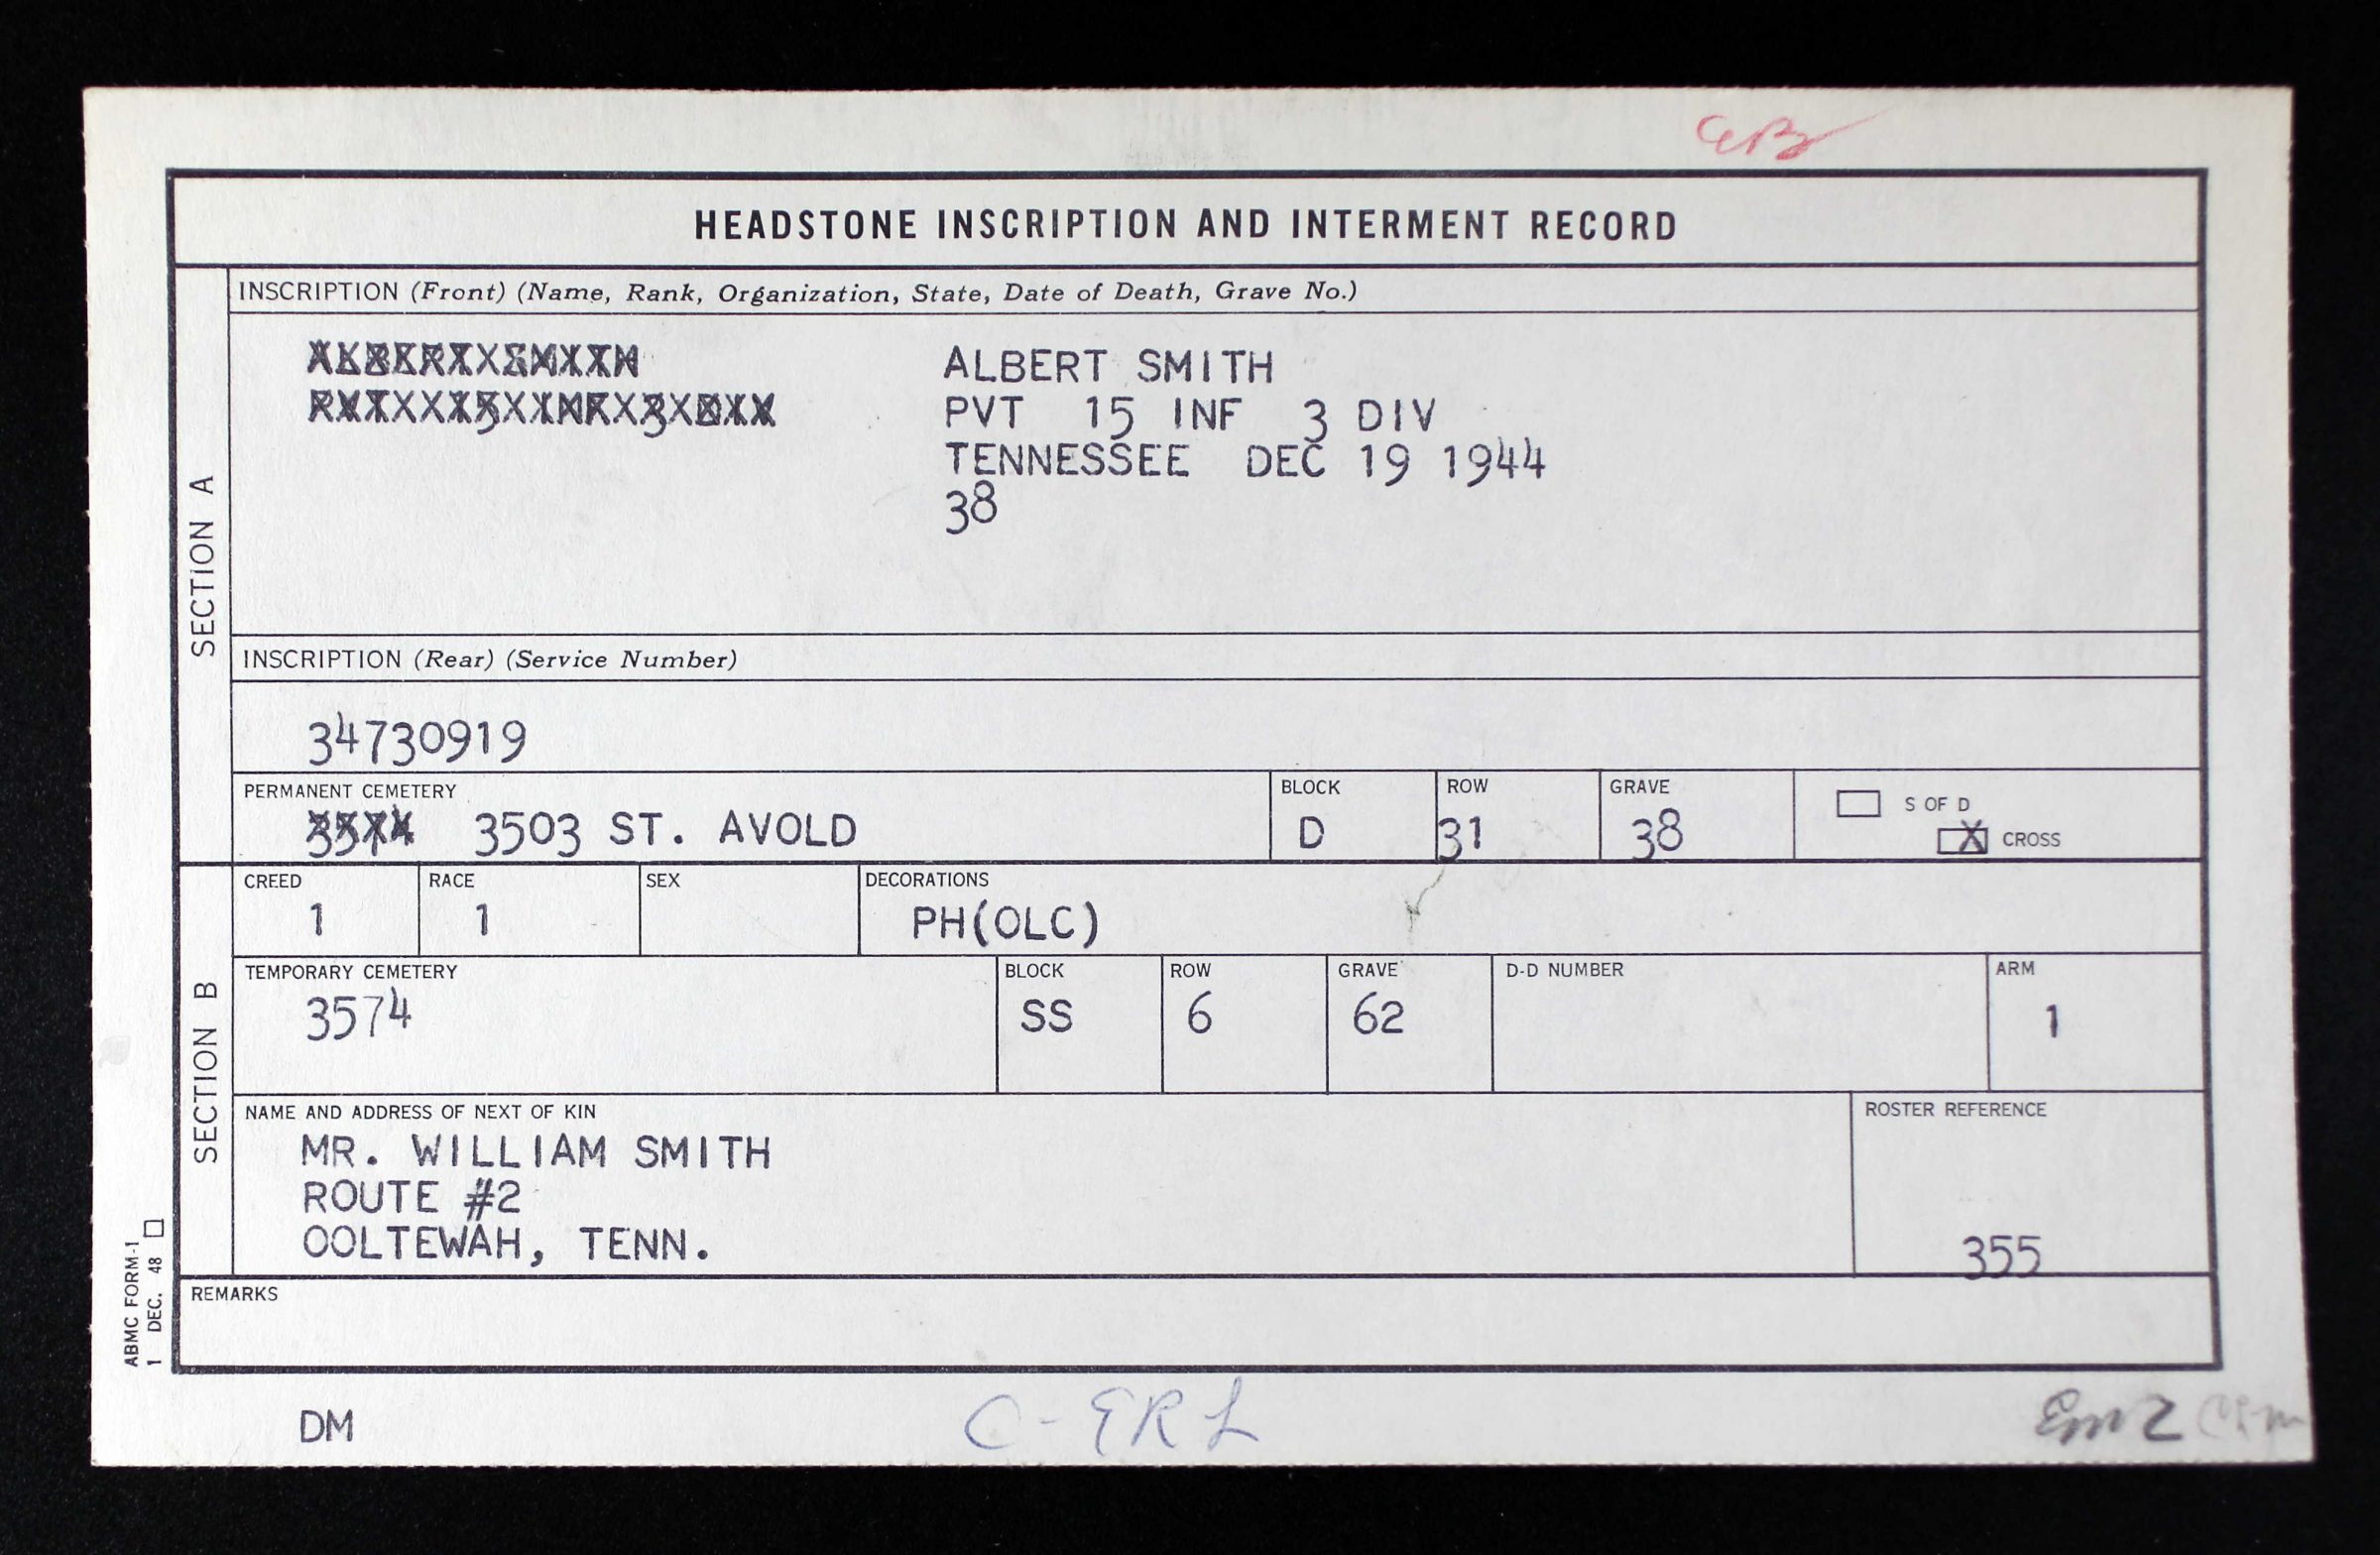 HEADSTONE INSCRIPTION AND INTERMENT RECORD
SECTION A
INSCRIPTION (Front) (Name, Rank, Organization, State, Date of Death, Grave No.)
ALBERT SMITH
PVT 15 INF 3 DIV
TENNESSEE DEC 19 1944
38
INSCRIPTION (Rear) (Service Number)
34730919
PERMANENT CEMETERY BLOCK ROW GRAVE S OF D
3574 3503 ST. AVOLD D 31 38 X CROSS
SECTION B
CREED RACE SEX DECORATIONS
1 1 PH(OLC)
TEMPORARY CEMETERY BLOCK ROW GRAVE D-D NUMBER ARM
3574 SS 6 62 1
NAME AND ADDRESS OF NEXT OF KIN ROSTER REFERENCE
MR. WILLIAM SMITH
ROUTE #2
OOLTEWAH, TENN. 355
REMARKS
ABMC FORM-1
1 DEC. 48
DM C-ERL